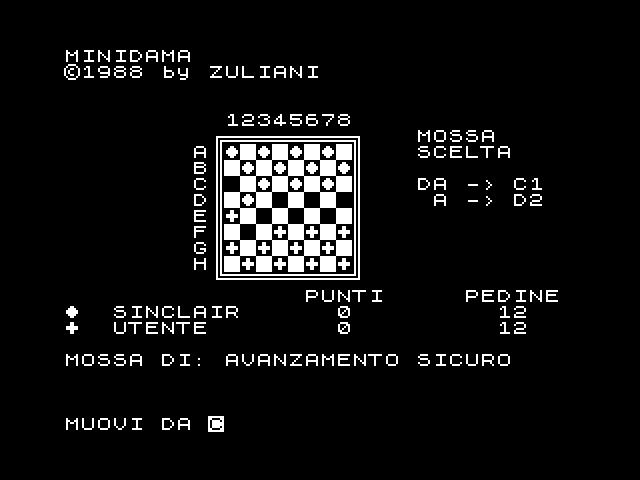 MINIDAMA
©1988 by ZULIANI
12345678
MOSSA
SCELTA
A
B
C
D
E
F
G
H
DA -> C1
A -> D2
PUNTI PEDINE
SINCLAIR 0 12
UTENTE 0 12
MOSSA DI: AVANZAMENTO SICURO
MUOVI DA C